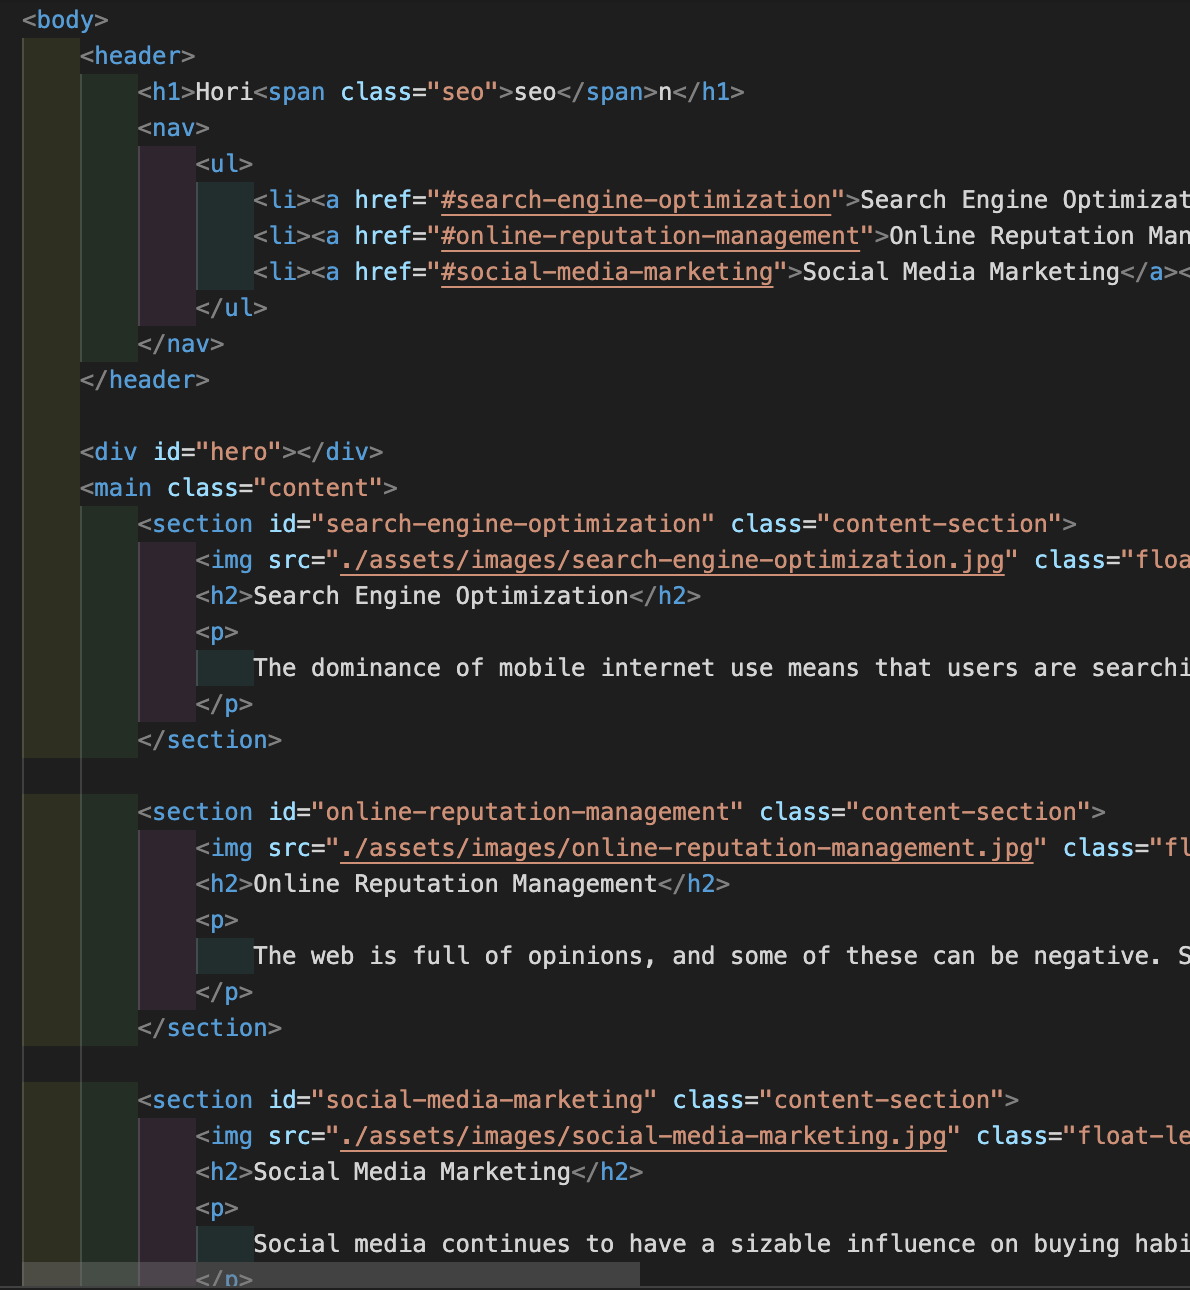 <body>
<header>
<h1>Hori<span class="seo">seo</span>n</h1>
<nav>
<ul>
<li><a href="#search-engine-optimization">Search Engine Optimizat
<li><a href="#online-reputation-management">Online Reputation Man
<li><a href="#social-media-marketing">Social Media Marketing</a><
</ul>
</nav>
</header>
<div id="hero"></div>
<main class="content">
<section id="search-engine-optimization" class="content-section">
<img src="./assets/images/search-engine-optimization.jpg" class="floa
<h2>Search Engine Optimization</h2>
<p>
The dominance of mobile internet use means that users are searchi
</p>
</section>
<section id="online-reputation-management" class="content-section">
<img src="./assets/images/online-reputation-management.jpg" class="fl
<h2>Online Reputation Management</h2>
<p>
The web is full of opinions, and some of these can be negative. S
</p>
</section>
<section id="social-media-marketing" class="content-section">
<img src="./assets/images/social-media-marketing.jpg" class="float-le
<h2>Social Media Marketing</h2>
<p>
Social media continues to have a sizable influence on buying habi
</p>